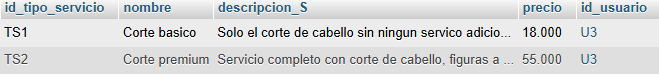 id_tipo_servicio nombre descripcion_S precio id_usuario
TS1 Corte basico Solo el corte de cabello sin ningun servico adicio... 18.000 U3
TS2 Corte premium Servicio completo con corte de cabello, figuras a ... 55.000 U3